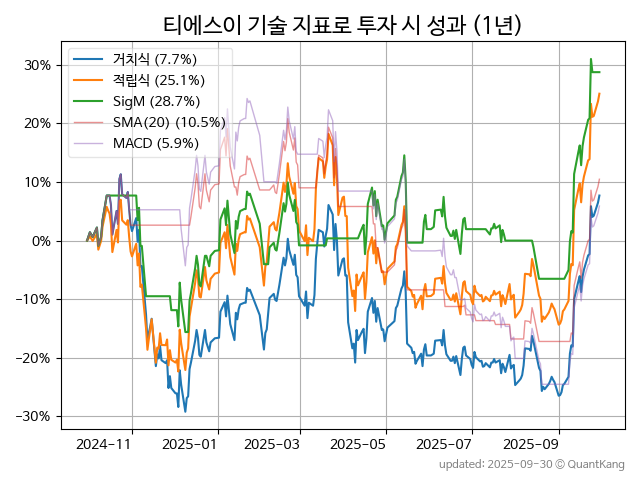 티에스이 기술 지표로 투자 시 성과 (1년)
거치식 (7.7%)
적립식 (25.1%)
SigM (28.7%)
SMA(20) (10.5%)
MACD (5.9%)
30%
20%
10%
0%
−10%
−20%
−30%
2024-11
2025-01
2025-03
2025-05
2025-07
2025-09
updated: 2025-09-30 © QuantKang